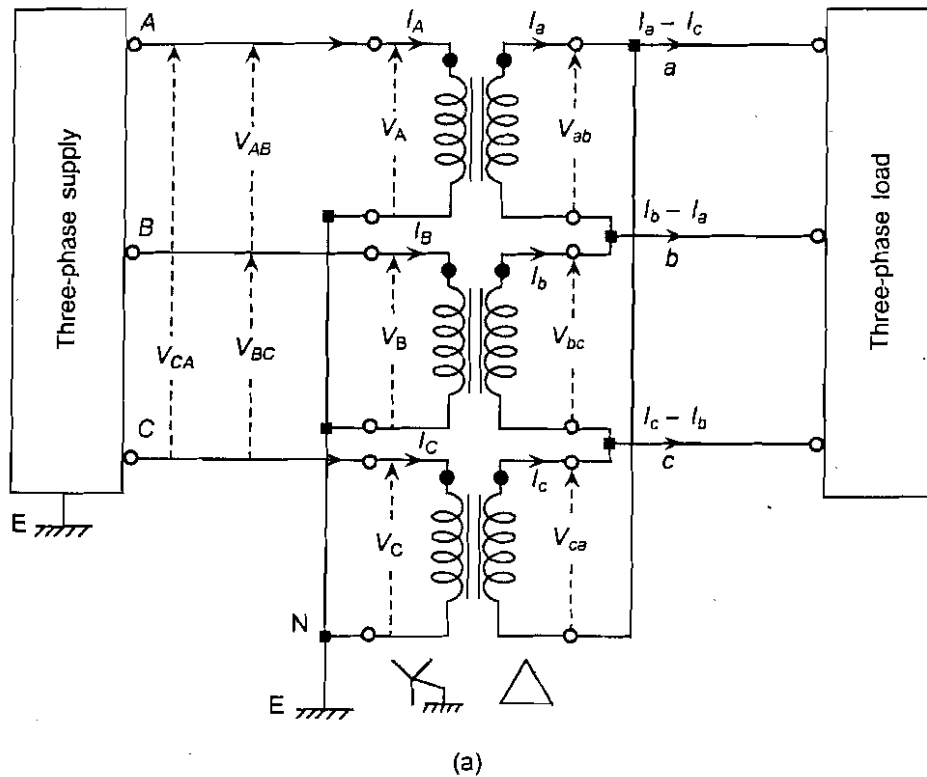 Three-phase supply
A
I_A
I_a
I_a – I_c
a
V_CA
V_AB
V_A
V_ab
B
I_B
I_b
I_b – I_a
b
V_BC
V_B
V_bc
C
I_C
I_c
I_c – I_b
c
V_C
V_ca
E
N
E
Three-phase load
(a)